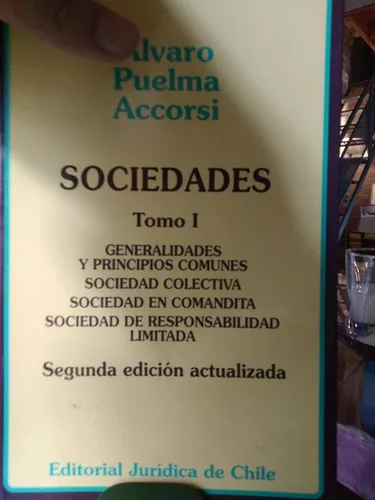 Alvaro
Puelma
Accorsi
SOCIEDADES
Tomo I
GENERALIDADES
Y PRINCIPIOS COMUNES
SOCIEDAD COLECTIVA
SOCIEDAD EN COMANDITA
SOCIEDAD DE RESPONSABILIDAD
LIMITADA
Segunda edición actualizada
Editorial Jurídica de Chile